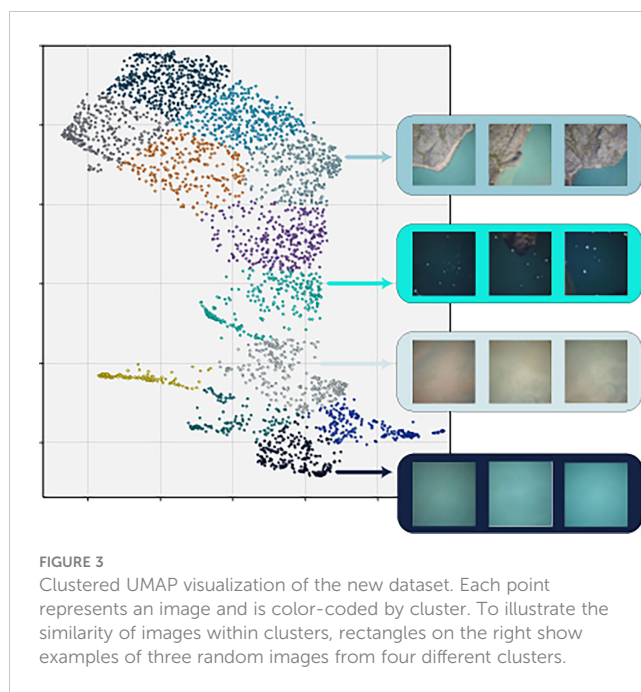 FIGURE 3
Clustered UMAP visualization of the new dataset. Each point
represents an image and is color-coded by cluster. To illustrate the
similarity of images within clusters, rectangles on the right show
examples of three random images from four different clusters.